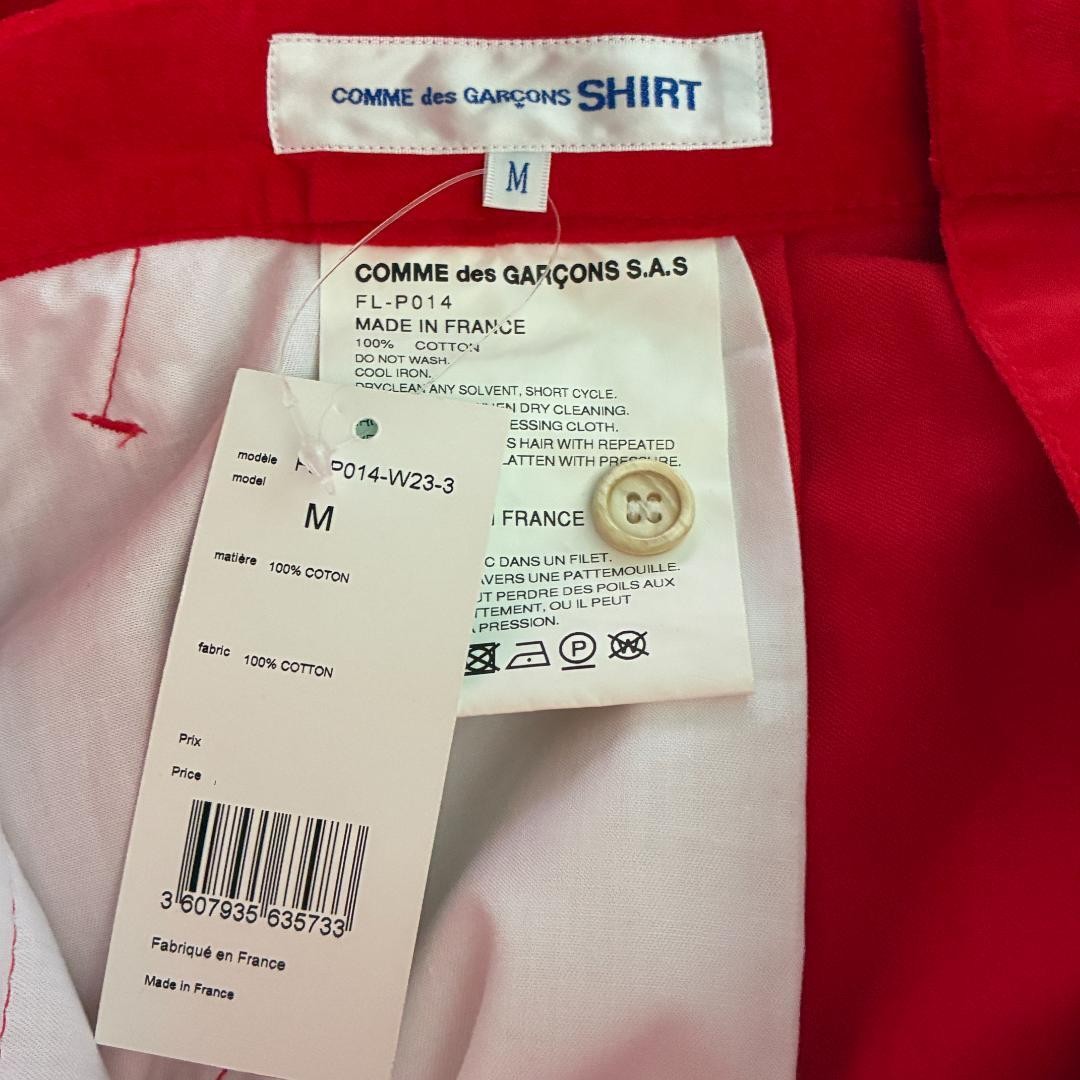 COMME des GARÇONS SHIRT
M
COMME des GARÇONS S.A.S
FL-P014
MADE IN FRANCE
100% COTTON
DO NOT WASH.
COOL IRON.
DRYCLEAN ANY SOLVENT, SHORT CYCLE.
DRY CLEANING.
CLOTH.
HAIR WITH REPEATED
WITH PRESSURE.
FRANCE
DANS UN FILET.
UNE PATTEMOUILLE.
PERDRE DES POILS AUX
OU IL PEUT
PRESSION.
P
W
modèle P014-W23-3
model
M
matière 100% COTON
fabric 100% COTTON
Prix
Price
3 607935 635733
Fabriqué en France
Made in France